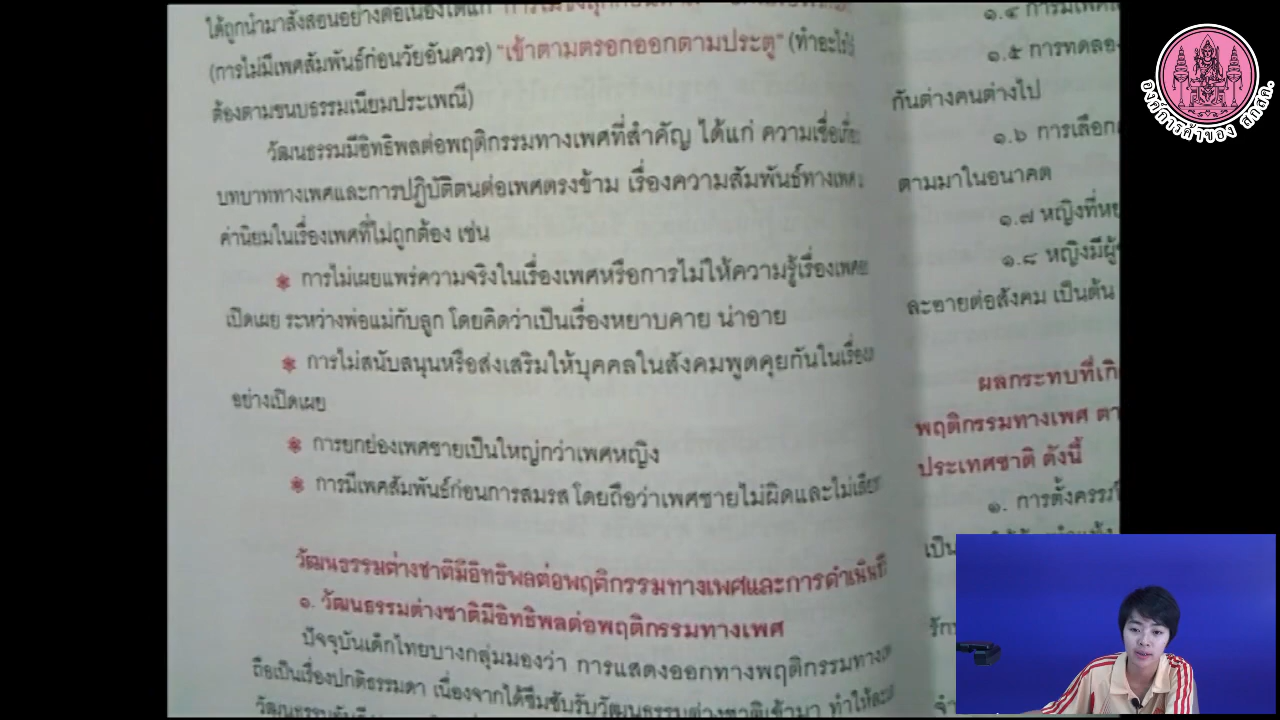 ได้ถูกนำมาสั่งสอนอย่างต่อเนื่องได้แก่
(การไม่มีเพศสัมพันธ์ก่อนวัยอันควร) "เข้าตามตรอกออกตามประตู" (ทำอะไร
ต้องตามขนบธรรมเนียมประเพณี)
วัฒนธรรมมีอิทธิพลต่อพฤติกรรมทางเพศที่สำคัญ ได้แก่ ความเชื่อ
บทบาททางเพศและการปฏิบัติตนต่อเพศตรงข้าม เรื่องความสัมพันธ์ทางเพศ
ค่านิยมในเรื่องเพศที่ไม่ถูกต้อง เช่น
การไม่เผยแพร่ความจริงในเรื่องเพศหรือการไม่ให้ความรู้เรื่องเพศ
เปิดเผย ระหว่างพ่อแม่กับลูก โดยคิดว่าเป็นเรื่องหยาบคาย น่าอาย
การไม่สนับสนุนหรือส่งเสริมให้บุคคลในสังคมพูดคุยกันในเรื่อง
อย่างเปิดเผย
การยกย่องเพศชายเป็นใหญ่กว่าเพศหญิง
การมีเพศสัมพันธ์ก่อนการสมรส โดยถือว่าเพศชายไม่ผิดและไม่เสีย
วัฒนธรรมต่างชาติมีอิทธิพลต่อพฤติกรรมทางเพศและการดำเนิน
๑. วัฒนธรรมต่างชาติมีอิทธิพลต่อพฤติกรรมทางเพศ
ปัจจุบันเด็กไทยบางกลุ่มมองว่า การแสดงออกทางพฤติกรรมทาง
ถือเป็นเรื่องปกติธรรมดา เนื่องจากได้ซึมซับรับวัฒนธรรมต่างชาติเข้ามา ทำให้
๑.๔ การมีเพศ
๑.๕ การทดลอง
กันต่างคนต่างไป
๑.๖ การเลือก
ตามมาในอนาคต
๑.๗ หญิงที่
๑.๘ หญิงมี
ละอายต่อสังคม เป็นต้น
ผลกระทบที่เกิ
พฤติกรรมทางเพศ
ประเทศชาติ ดังนี้
๑. การตั้งครรภ์
องค์การค้าของ สกสค.